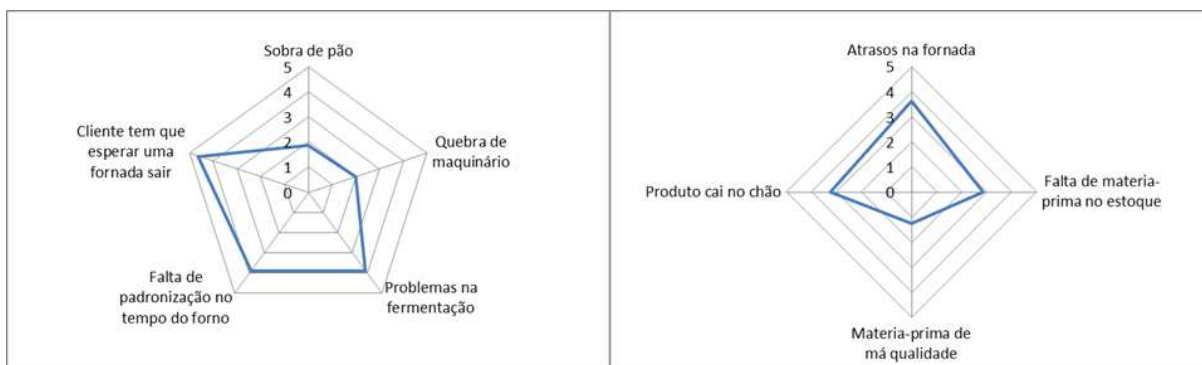 Sobra de pão
5
4
3
2
1
0
Quebra de
maquinário
Problemas na
fermentação
Falta de
padronização no
tempo do forno
Cliente tem que
esperar uma
fornada sair
Atrasos na fornada
5
4
3
2
1
0
Falta de materia-
prima no estoque
Materia-prima de
má qualidade
Produto cai no chão